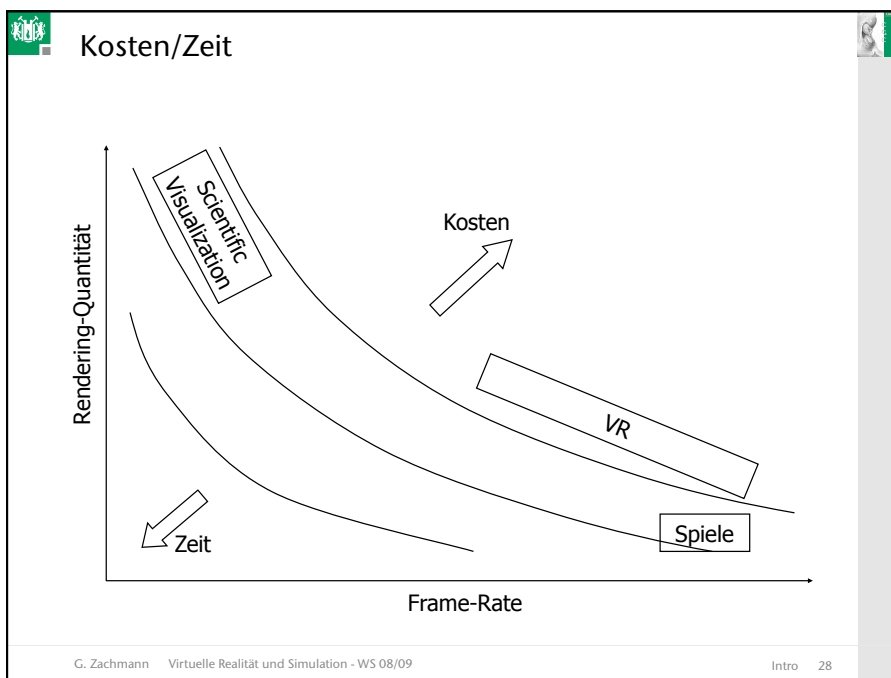 Kosten/Zeit
Rendering-Quantität
Scientific
Visualization
Kosten
VR
Spiele
Zeit
Frame-Rate
G. Zachmann Virtuelle Realität und Simulation - WS 08/09
Intro 28